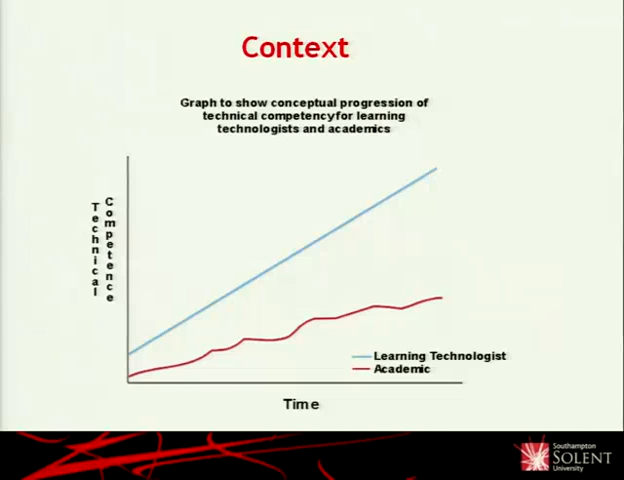 Context
Graph to show conceptual progression of
technical competencyfor learning
technologists and academics
Technical
Competence
Learning Technologist
Academic
Time
Southampton
SOLENT
University